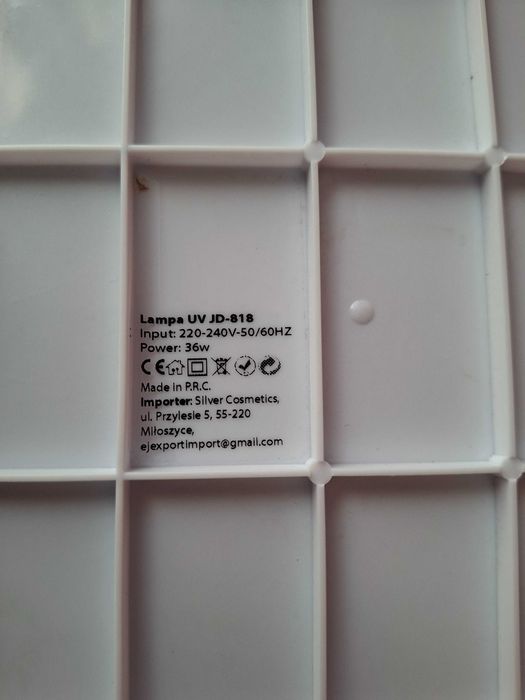 Lampa UV JD-818
Input: 220-240V-50/60HZ
Power: 36w
CE
Made in P.R.C.
Importer: Silver Cosmetics,
ul. Przylesie 5, 55-220
Miłoszyce,
ejexportimport@gmail.com